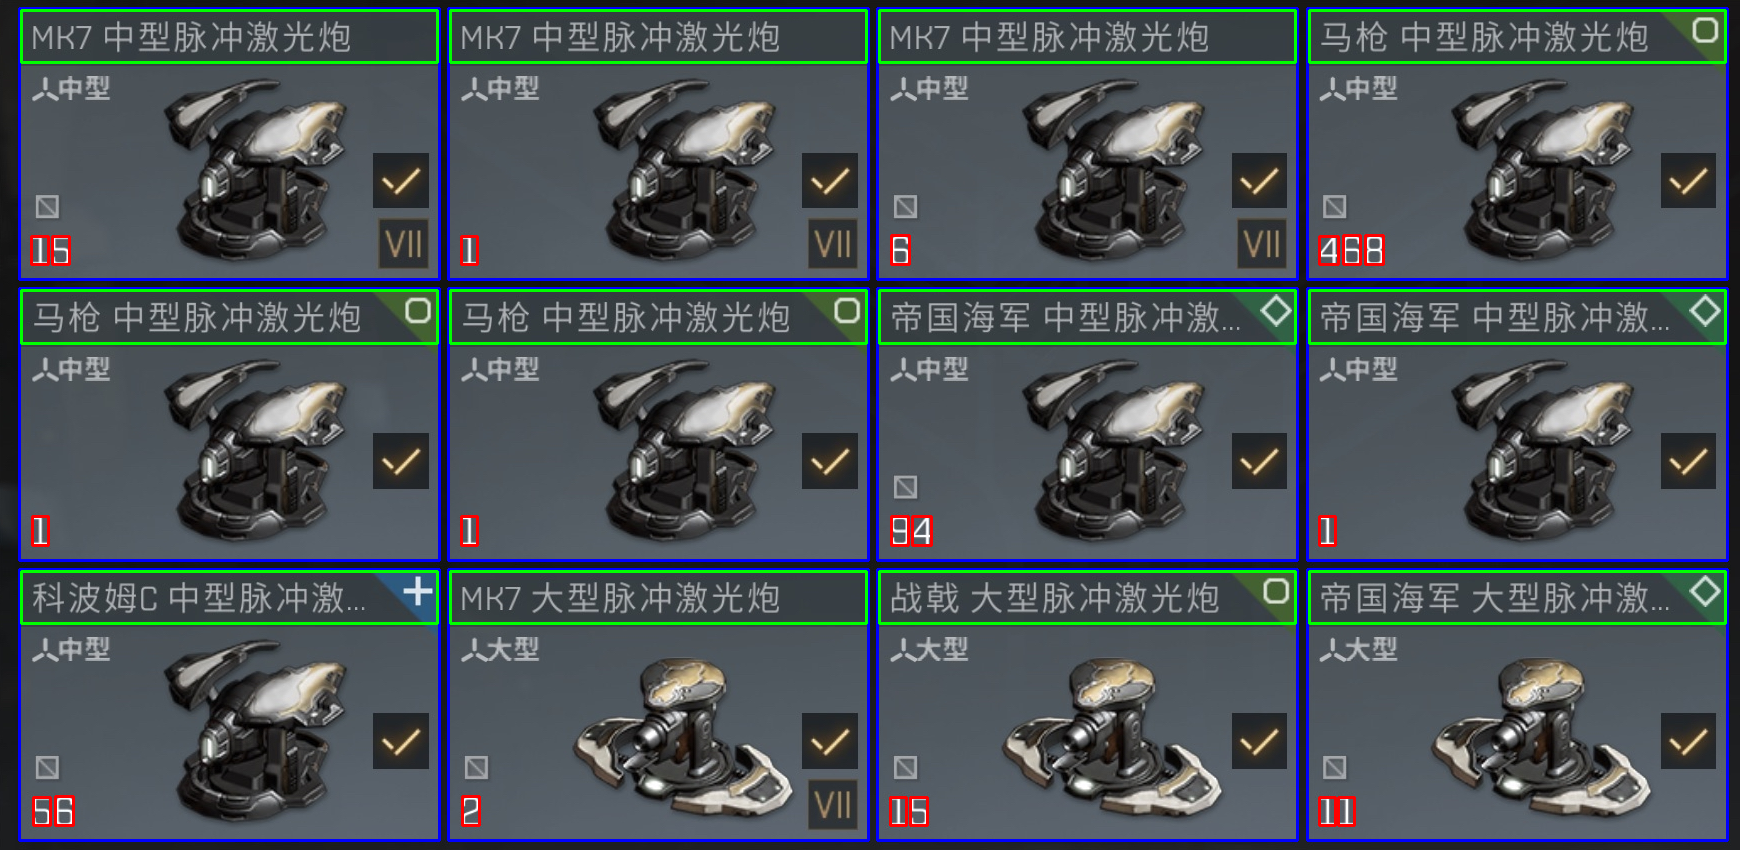 MK7 中型脉冲激光炮
中型
VII
15
MK7 中型脉冲激光炮
中型
VII
1
MK7 中型脉冲激光炮
中型
VII
6
马枪 中型脉冲激光炮
中型
468
马枪 中型脉冲激光炮
中型
1
马枪 中型脉冲激光炮
中型
1
帝国海军 中型脉冲激...
中型
94
帝国海军 中型脉冲激...
中型
1
科波姆C 中型脉冲激...
中型
56
MK7 大型脉冲激光炮
大型
VII
2
战戟 大型脉冲激光炮
大型
15
帝国海军 大型脉冲激...
大型
11